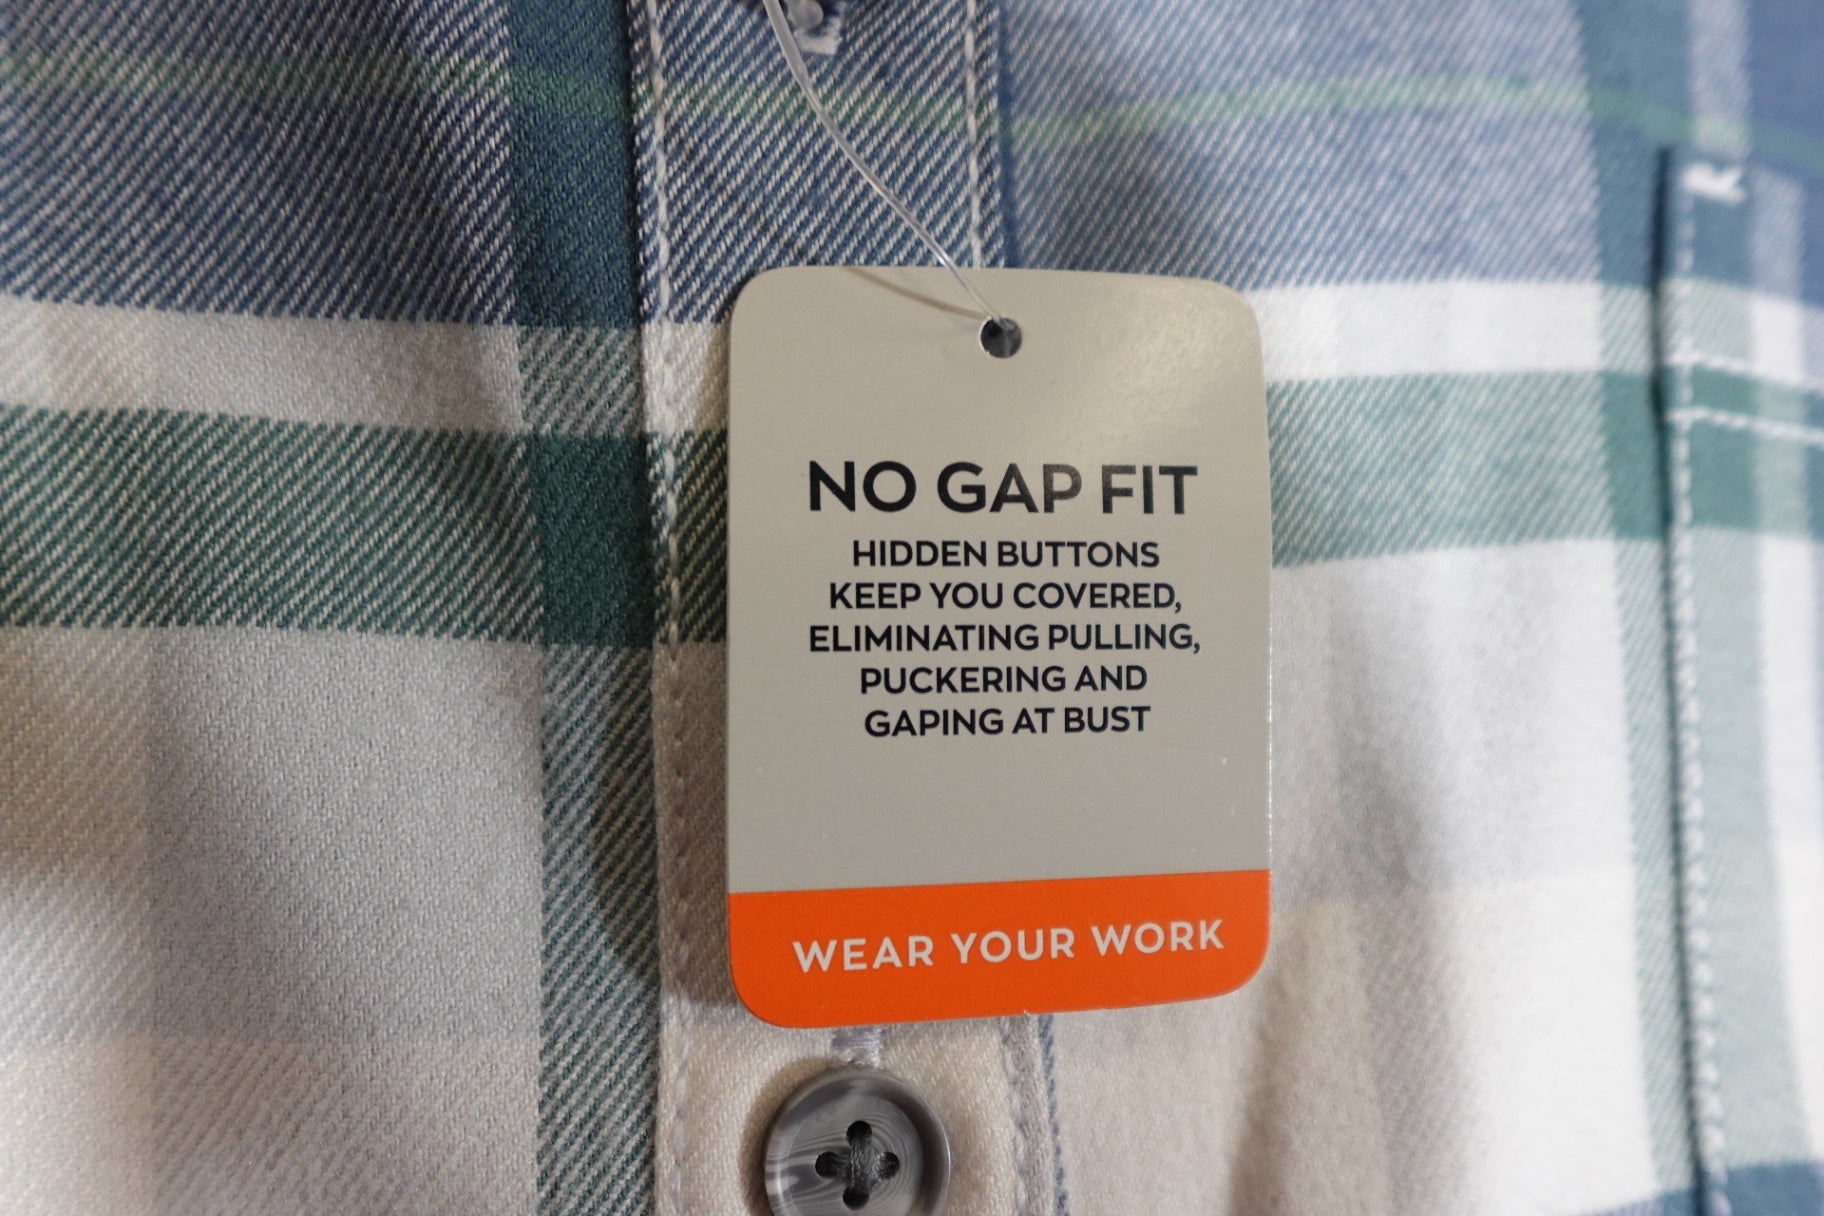 NO GAP FIT
HIDDEN BUTTONS
KEEP YOU COVERED,
ELIMINATING PULLING,
PUCKERING AND
GAPING AT BUST
WEAR YOUR WORK